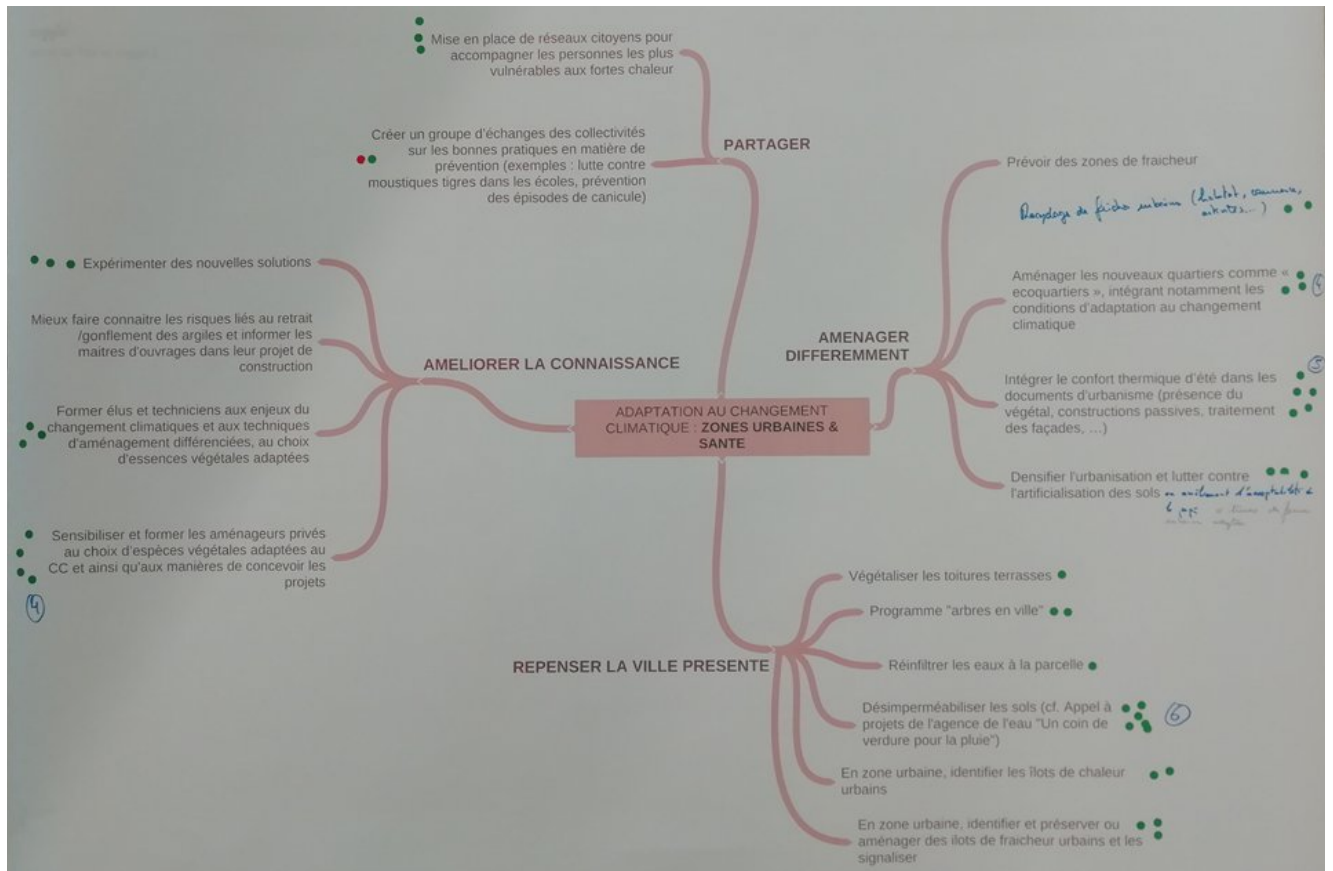 Mise en place de réseaux citoyens pour
accompagner les personnes les plus
vulnérables aux fortes chaleur
Créer un groupe d'échanges des collectivités
sur les bonnes pratiques en matière de
prévention (exemples : lutte contre
moustiques tigres dans les écoles, prévention
des épisodes de canicule)
PARTAGER
Expérimenter des nouvelles solutions
Mieux faire connaitre les risques liés au retrait
/gonflement des argiles et informer les
maitres d'ouvrages dans leur projet de
construction
Former élus et techniciens aux enjeux du
changement climatiques et aux techniques
d'aménagement différenciées, au choix
d'essences végétales adaptées
Sensibiliser et former les aménageurs privés
au choix d'espèces végétales adaptées au
CC et ainsi qu'aux manières de concevoir les
projets
4
AMELIORER LA CONNAISSANCE
ADAPTATION AU CHANGEMENT
CLIMATIQUE : ZONES URBAINES &
SANTE
AMENAGER
DIFFEREMMENT
Prévoir des zones de fraicheur
Recyclage de friche urbaine (habitat, commerce,
activités...)
Aménager les nouveaux quartiers comme «
ecoquartiers », intégrant notamment les
conditions d'adaptation au changement
climatique
4
Intégrer le confort thermique d'été dans les
documents d'urbanisme (présence du
végétal, constructions passives, traitement
des façades, ...)
5
Densifier l'urbanisation et lutter contre
l'artificialisation des sols
REPENSER LA VILLE PRESENTE
Végétaliser les toitures terrasses
Programme "arbres en ville"
Réinfiltrer les eaux à la parcelle
Désimperméabiliser les sols (cf. Appel à
projets de l'agence de l'eau "Un coin de
verdure pour la pluie")
6
En zone urbaine, identifier les îlots de chaleur
urbains
En zone urbaine, identifier et préserver ou
aménager des ilots de fraicheur urbains et les
signaliser